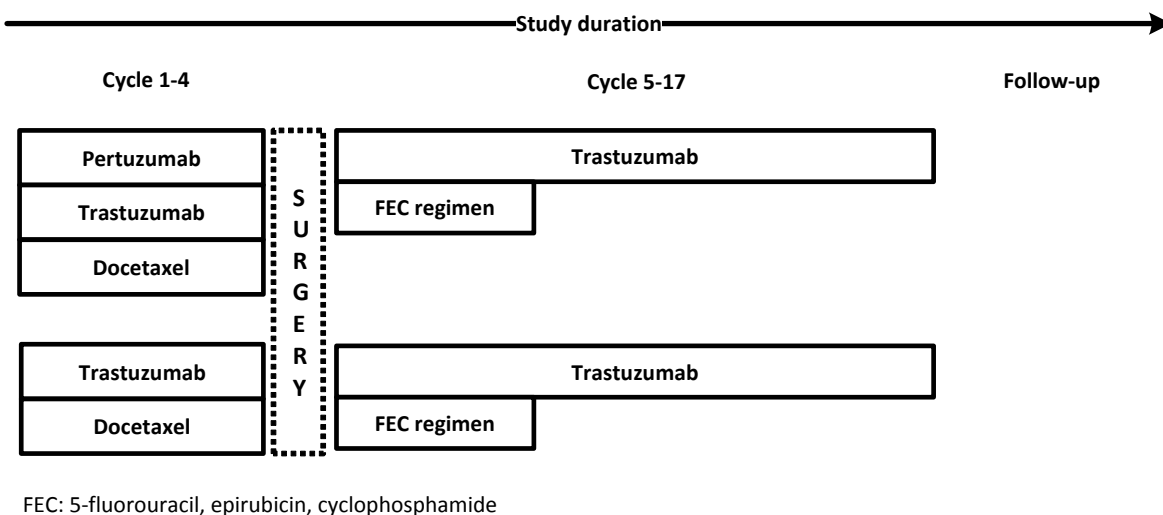 Study duration
Cycle 1-4
Cycle 5-17
Follow-up
Pertuzumab
Trastuzumab
Docetaxel
SURGERY
Trastuzumab
FEC regimen
Trastuzumab
Docetaxel
Trastuzumab
FEC regimen
FEC: 5-fluorouracil, epirubicin, cyclophosphamide